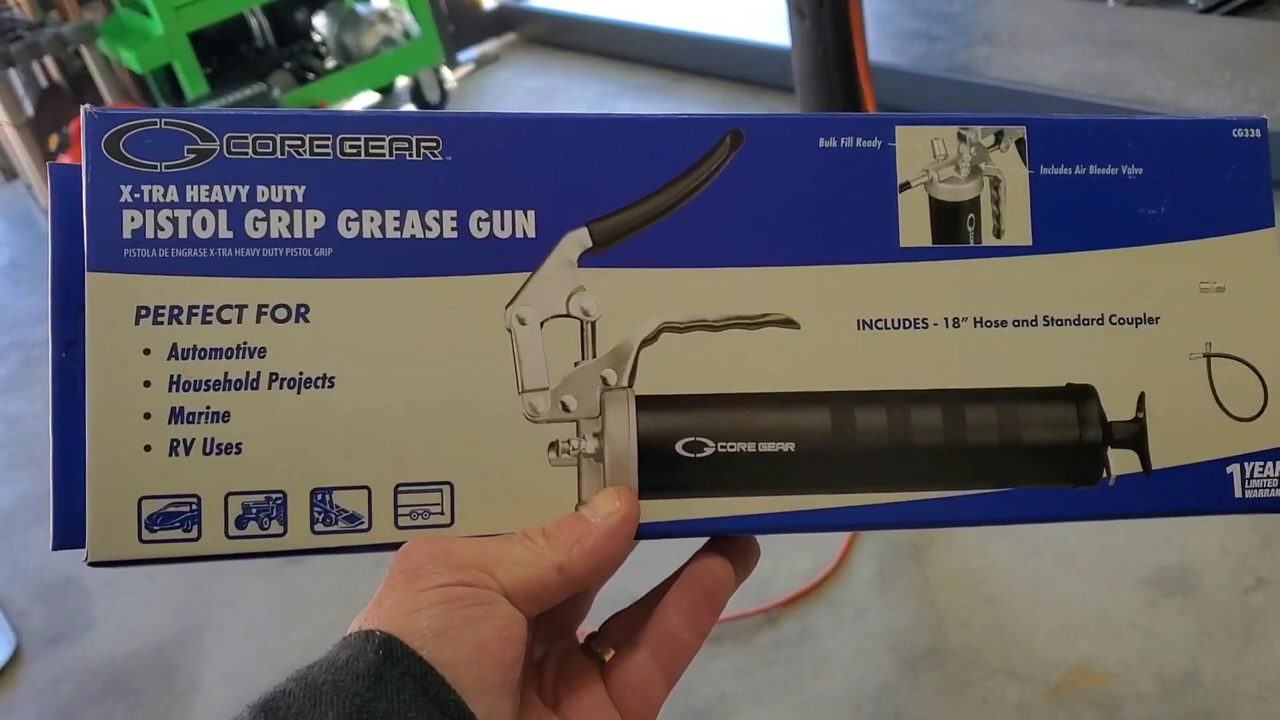 CORE GEAR
X-TRA HEAVY DUTY
PISTOL GRIP GREASE GUN
PISTOLA DE ENGRASE X-TRA HEAVY DUTY PISTOL GRIP
Bulk Fill Ready
Includes Air Bleeder Valve
CG338
PERFECT FOR
• Automotive
• Household Projects
• Marine
• RV Uses
INCLUDES - 18" Hose and Standard Coupler
CORE GEAR
1 YEAR
LIMITED
WARRAN